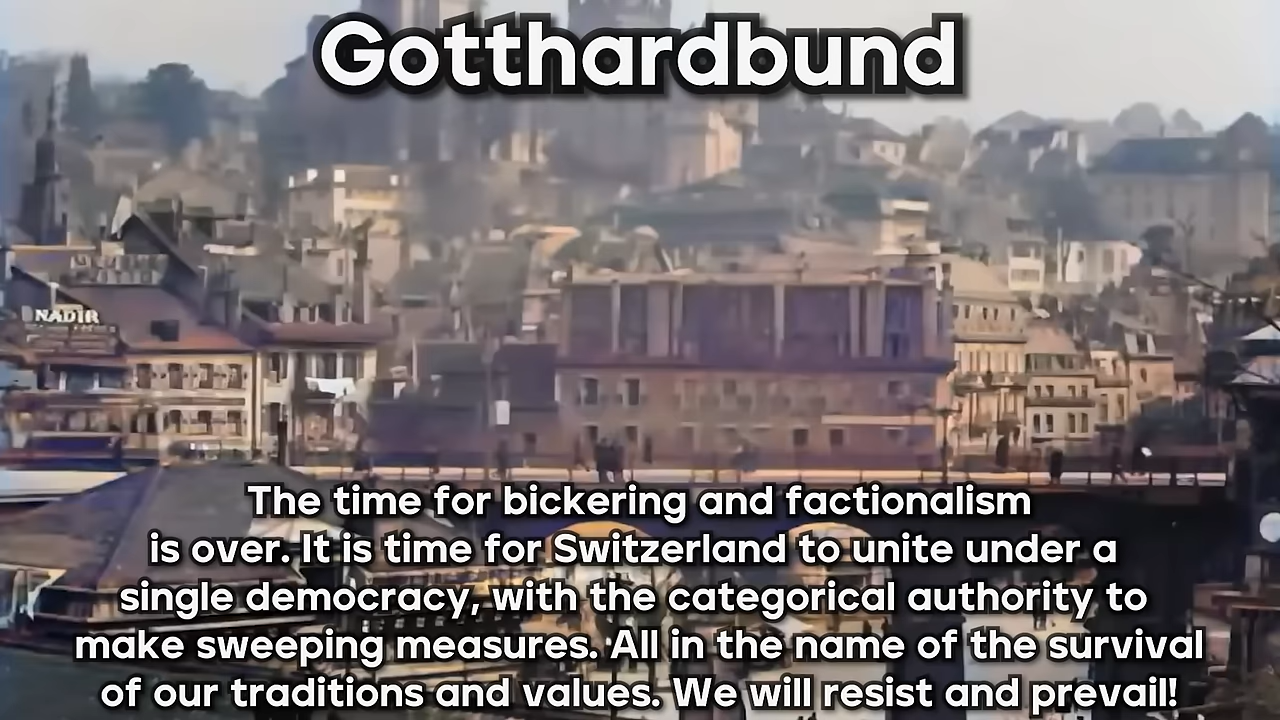 Gotthardbund
NADIR
The time for bickering and factionalism
is over. It is time for Switzerland to unite under a
single democracy, with the categorical authority to
make sweeping measures. All in the name of the survival
of our traditions and values. We will resist and prevail!